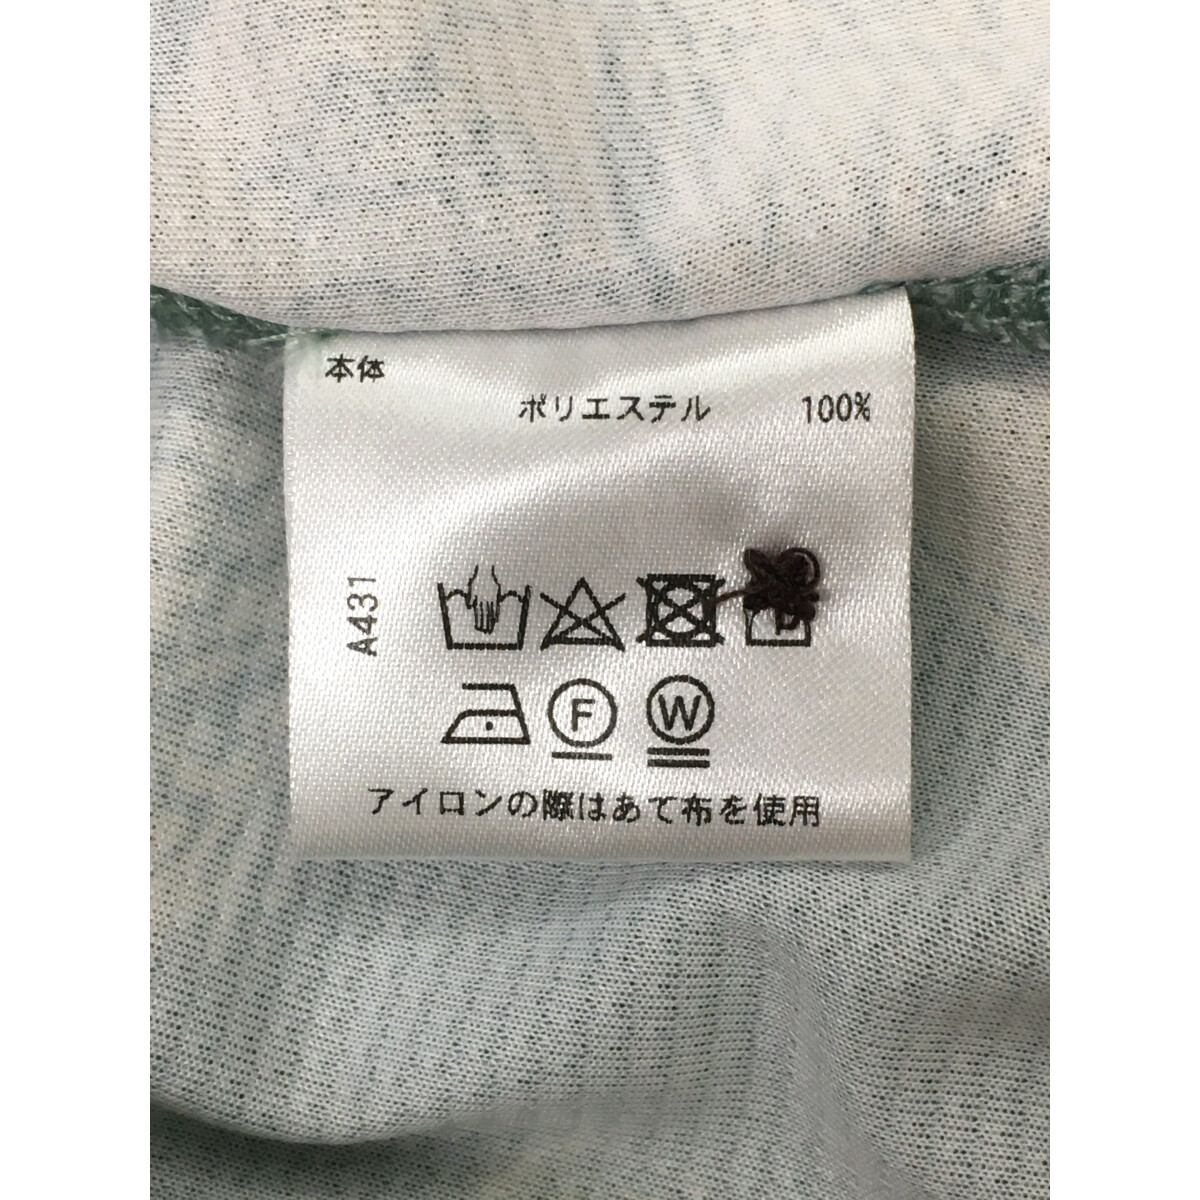 本体
ポリエステル 100%
A431
F W
アイロンの際はあて布を使用